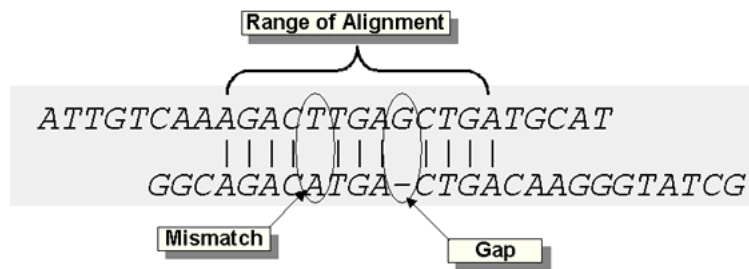 Range of Alignment
ATTGTCAAAGACTTGAGCTGATGCAT
GGCAGACATGA-CTGACAAGGGTATCG
Mismatch
Gap